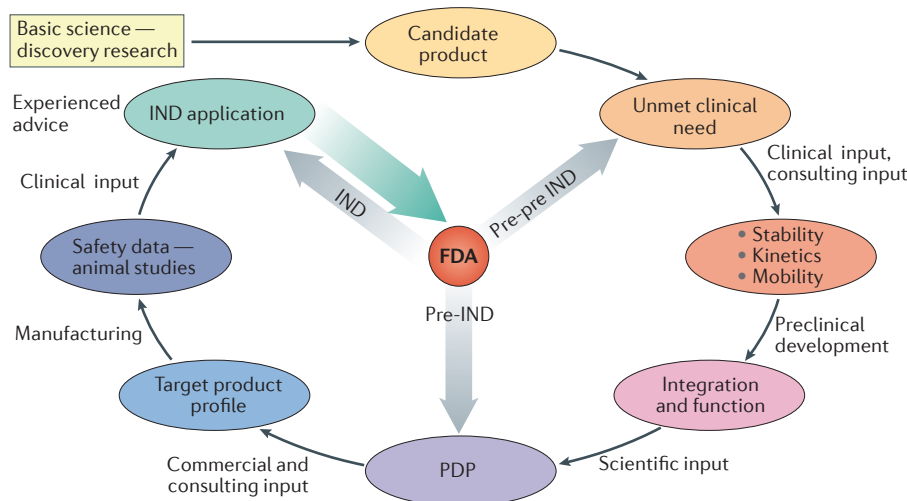 Basic science —
discovery research
Candidate
product
Experienced
advice
IND application
Unmet clinical
need
Clinical input
IND
Pre-pre IND
Clinical input,
consulting input
Safety data —
animal studies
FDA
• Stability
• Kinetics
• Mobility
Manufacturing
Pre-IND
Preclinical
development
Target product
profile
Integration
and function
Commercial and
consulting input
PDP
Scientific input